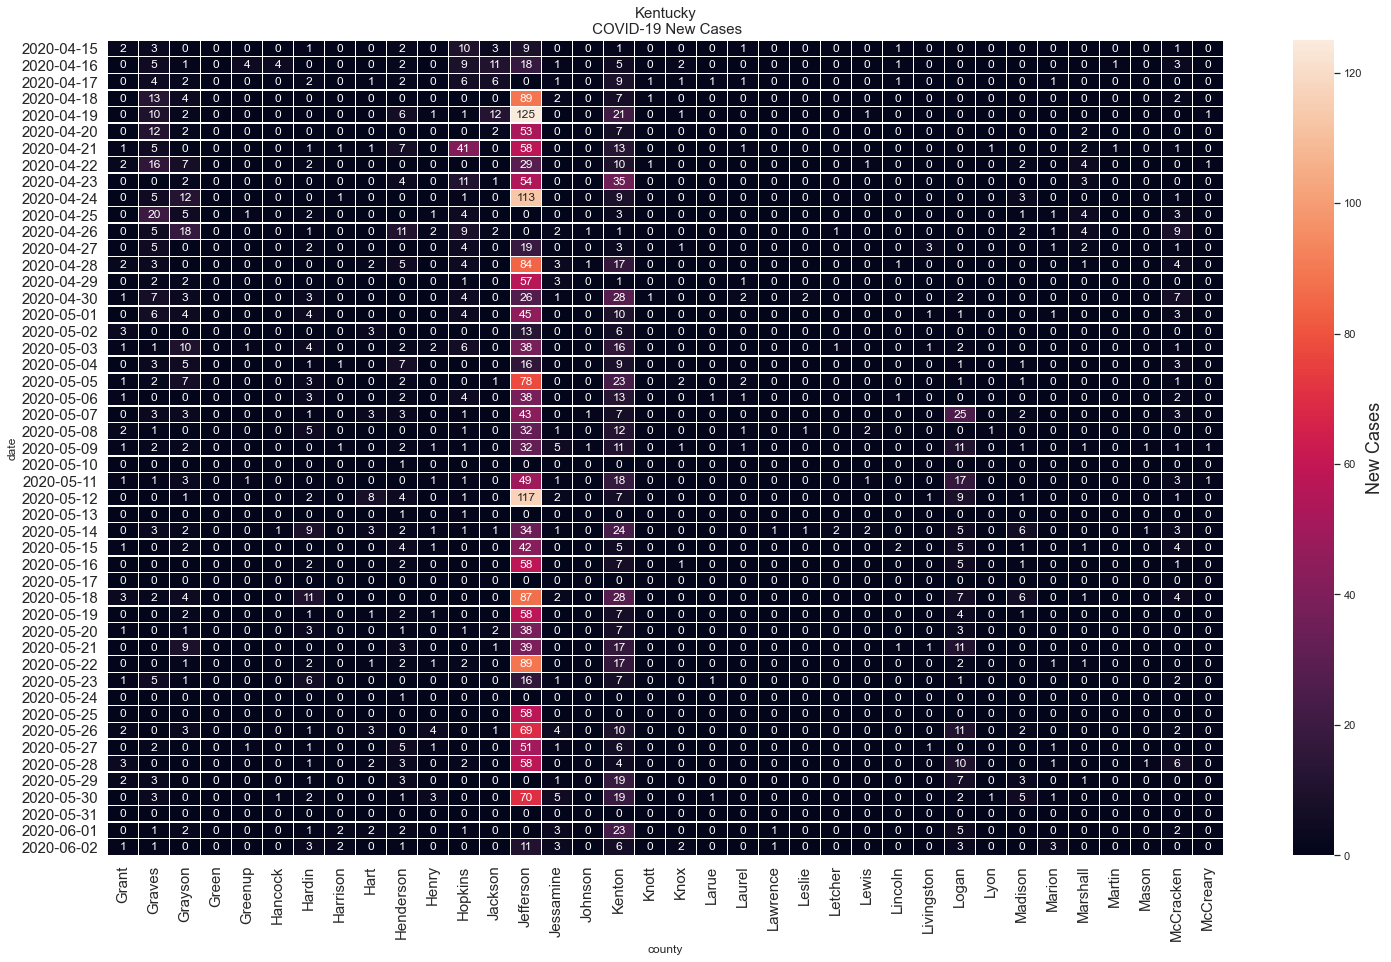 Kentucky
COVID-19 New Cases
2020-04-15 2 3 0 0 0 0 1 0 0 2 0 10 3 9 0 0 1 0 0 0 1 0 0 0 0 1 0 0 0 0 0 0 0 0 1 0
2020-04-16 0 5 1 0 4 4 0 0 0 2 0 9 11 18 1 0 5 0 2 0 0 0 0 0 0 1 0 0 0 0 0 0 1 0 3 0
2020-04-17 0 4 2 0 0 0 2 0 1 2 0 6 6 0 1 0 9 1 1 1 1 0 0 0 0 1 0 0 0 0 1 0 0 0 0 0
2020-04-18 0 13 4 0 0 0 0 0 0 0 0 0 0 89 2 0 7 1 0 0 0 0 0 0 0 0 0 0 0 0 0 0 0 0 2 0
2020-04-19 0 10 2 0 0 0 0 0 0 6 1 1 12 125 0 0 21 0 1 0 0 0 0 0 1 0 0 0 0 0 0 0 0 0 0 1
2020-04-20 0 12 2 0 0 0 0 0 0 0 0 0 2 53 0 0 7 0 0 0 0 0 0 0 0 0 0 0 0 0 0 2 0 0 0 0
2020-04-21 1 5 0 0 0 0 1 1 1 7 0 41 0 58 0 0 13 0 0 0 1 0 0 0 0 0 0 0 1 0 0 2 1 0 1 0
2020-04-22 2 16 7 0 0 0 2 0 0 0 0 0 0 29 0 0 10 1 0 0 0 0 0 0 1 0 0 0 0 2 0 4 0 0 0 1
2020-04-23 0 0 2 0 0 0 0 0 0 4 0 11 1 54 0 0 35 0 0 0 0 0 0 0 0 0 0 0 0 0 0 3 0 0 0 0
2020-04-24 0 5 12 0 0 0 0 1 0 0 0 1 0 113 0 0 9 0 0 0 0 0 0 0 0 0 0 0 0 3 0 0 0 0 1 0
2020-04-25 0 20 5 0 1 0 2 0 0 0 1 4 0 0 0 0 3 0 0 0 0 0 0 0 0 0 0 0 0 1 1 4 0 0 3 0
2020-04-26 0 5 18 0 0 0 1 0 0 11 2 9 2 0 2 1 1 0 0 0 0 0 0 1 0 0 0 0 0 2 1 4 0 0 9 0
2020-04-27 0 5 0 0 0 0 2 0 0 0 0 4 0 19 0 0 3 0 1 0 0 0 0 0 0 0 3 0 0 0 1 2 0 0 1 0
2020-04-28 2 3 0 0 0 0 0 0 2 5 0 4 0 84 3 1 17 0 0 0 0 0 0 0 0 1 0 0 0 0 0 1 0 0 4 0
2020-04-29 0 2 2 0 0 0 0 0 0 0 0 1 0 57 3 0 1 0 0 0 1 0 0 0 0 0 0 0 0 0 0 0 0 0 0 0
2020-04-30 1 7 3 0 0 0 3 0 0 0 0 4 0 26 1 0 28 1 0 0 2 0 2 0 0 0 0 2 0 0 0 0 0 0 7 0
2020-05-01 0 6 4 0 0 0 4 0 0 0 0 4 0 45 0 0 10 0 0 0 0 0 0 0 0 0 1 1 0 0 1 0 0 0 3 0
2020-05-02 3 0 0 0 0 0 0 0 3 0 0 0 0 13 0 0 6 0 0 0 0 0 0 0 0 0 0 0 0 0 0 0 0 0 0 0
2020-05-03 1 1 10 0 1 0 4 0 0 2 2 6 0 38 0 0 16 0 0 0 0 0 0 1 0 0 1 2 0 0 0 0 0 0 1 0
2020-05-04 0 3 5 0 0 0 1 1 0 7 0 0 0 16 0 0 9 0 0 0 0 0 0 0 0 0 0 1 0 1 0 0 0 0 3 0
2020-05-05 1 2 7 0 0 0 3 0 0 2 0 0 1 78 0 0 23 0 2 0 2 0 0 0 0 0 0 1 0 1 0 0 0 0 1 0
2020-05-06 1 0 0 0 0 0 3 0 0 2 0 4 0 38 0 0 13 0 0 1 1 0 0 0 0 1 0 0 0 0 0 0 0 0 2 0
2020-05-07 0 3 3 0 0 0 1 0 3 3 0 1 0 43 0 1 7 0 0 0 0 0 0 0 0 0 0 25 0 2 0 0 0 0 3 0
2020-05-08 2 1 0 0 0 0 5 0 0 0 0 1 0 32 1 0 12 0 0 0 1 0 1 0 2 0 0 0 1 0 0 0 0 0 0 0
2020-05-09 1 2 2 0 0 0 0 1 0 2 1 1 0 32 5 1 11 0 1 0 1 0 0 0 0 0 0 11 0 1 0 1 0 1 1 1
2020-05-10 0 0 0 0 0 0 0 0 0 1 0 0 0 0 0 0 0 0 0 0 0 0 0 0 0 0 0 0 0 0 0 0 0 0 0 0
2020-05-11 1 1 3 0 1 0 0 0 0 0 1 1 0 49 1 0 18 0 0 0 0 0 0 0 1 0 0 17 0 0 0 0 0 0 3 1
2020-05-12 0 0 1 0 0 0 2 0 8 4 0 1 0 117 2 0 7 0 0 0 0 0 0 0 0 0 1 9 0 1 0 0 0 0 1 0
2020-05-13 0 0 0 0 0 0 0 0 0 1 0 1 0 0 0 0 0 0 0 0 0 0 0 0 0 0 0 0 0 0 0 0 0 0 0 0
2020-05-14 0 3 2 0 0 1 9 0 3 2 1 1 1 34 1 0 24 0 0 0 0 1 1 2 2 0 0 5 0 6 0 0 0 1 3 0
2020-05-15 1 0 2 0 0 0 0 0 0 4 1 0 0 42 0 0 5 0 0 0 0 0 0 0 0 2 0 5 0 1 0 1 0 0 4 0
2020-05-16 0 0 0 0 0 0 2 0 0 2 0 0 0 58 0 0 7 0 1 0 0 0 0 0 0 0 0 5 0 1 0 0 0 0 1 0
2020-05-17 0 0 0 0 0 0 0 0 0 0 0 0 0 0 0 0 0 0 0 0 0 0 0 0 0 0 0 0 0 0 0 0 0 0 0 0
2020-05-18 3 2 4 0 0 0 11 0 0 0 0 0 0 87 2 0 28 0 0 0 0 0 0 0 0 0 0 7 0 6 0 1 0 0 4 0
2020-05-19 0 0 2 0 0 0 1 0 1 2 1 0 0 58 0 0 7 0 0 0 0 0 0 0 0 0 0 4 0 1 0 0 0 0 0 0
2020-05-20 1 0 1 0 0 0 3 0 0 1 0 1 2 38 0 0 7 0 0 0 0 0 0 0 0 0 0 3 0 0 0 0 0 0 0 0
2020-05-21 0 0 9 0 0 0 0 0 0 3 0 0 1 39 0 0 17 0 0 0 0 0 0 0 0 1 1 11 0 0 0 0 0 0 0 0
2020-05-22 0 0 1 0 0 0 2 0 1 2 1 2 0 89 0 0 17 0 0 0 0 0 0 0 0 0 0 2 0 0 1 1 0 0 0 0
2020-05-23 1 5 1 0 0 0 6 0 0 0 0 0 0 16 1 0 7 0 0 1 0 0 0 0 0 0 0 1 0 0 0 0 0 0 2 0
2020-05-24 0 0 0 0 0 0 0 0 0 1 0 0 0 0 0 0 0 0 0 0 0 0 0 0 0 0 0 0 0 0 0 0 0 0 0 0
2020-05-25 0 0 0 0 0 0 0 0 0 0 0 0 0 58 0 0 0 0 0 0 0 0 0 0 0 0 0 0 0 0 0 0 0 0 0 0
2020-05-26 2 0 3 0 0 0 1 0 3 0 4 0 1 69 4 0 10 0 0 0 0 0 0 0 0 0 0 11 0 2 0 0 0 0 2 0
2020-05-27 0 2 0 0 1 0 1 0 0 5 1 0 0 51 1 0 6 0 0 0 0 0 0 0 0 0 1 0 0 0 1 0 0 0 0 0
2020-05-28 3 0 0 0 0 0 1 0 2 3 0 2 0 58 0 0 4 0 0 0 0 0 0 0 0 0 0 10 0 0 1 0 0 1 6 0
2020-05-29 2 3 0 0 0 0 1 0 0 3 0 0 0 0 1 0 19 0 0 0 0 0 0 0 0 0 0 7 0 3 0 1 0 0 0 0
2020-05-30 0 3 0 0 0 1 2 0 0 1 3 0 0 70 5 0 19 0 0 1 0 0 0 0 0 0 0 2 1 5 1 0 0 0 0 0
2020-05-31 0 0 0 0 0 0 0 0 0 0 0 0 0 0 0 0 0 0 0 0 0 0 0 0 0 0 0 0 0 0 0 0 0 0 0 0
2020-06-01 0 1 2 0 0 0 1 2 2 2 0 1 0 0 3 0 23 0 0 0 0 1 0 0 0 0 0 5 0 0 0 0 0 0 2 0
2020-06-02 1 1 0 0 0 0 3 2 0 1 0 0 0 11 3 0 6 0 2 0 0 1 0 0 0 0 0 3 0 1 3 0 0 0 0 0
date
Grant Graves Grayson Green Greenup Hancock Hardin Harrison Hart Henderson Henry Hopkins Jackson Jefferson Jessamine Johnson Kenton Knott Knox Larue Laurel Lawrence Leslie Letcher Lewis Lincoln Livingston Logan Lyon Madison Marion Marshall Martin Mason McCracken McCreary
county
120
100
80
60
40
20
0
New Cases